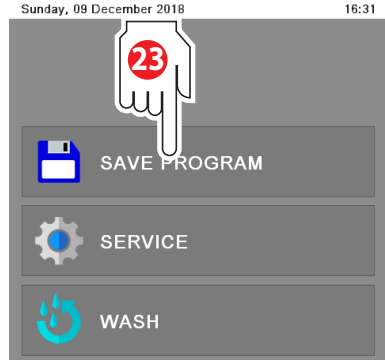 Sunday, 09 December 2018 16:31
23
SAVE PROGRAM
SERVICE
WASH